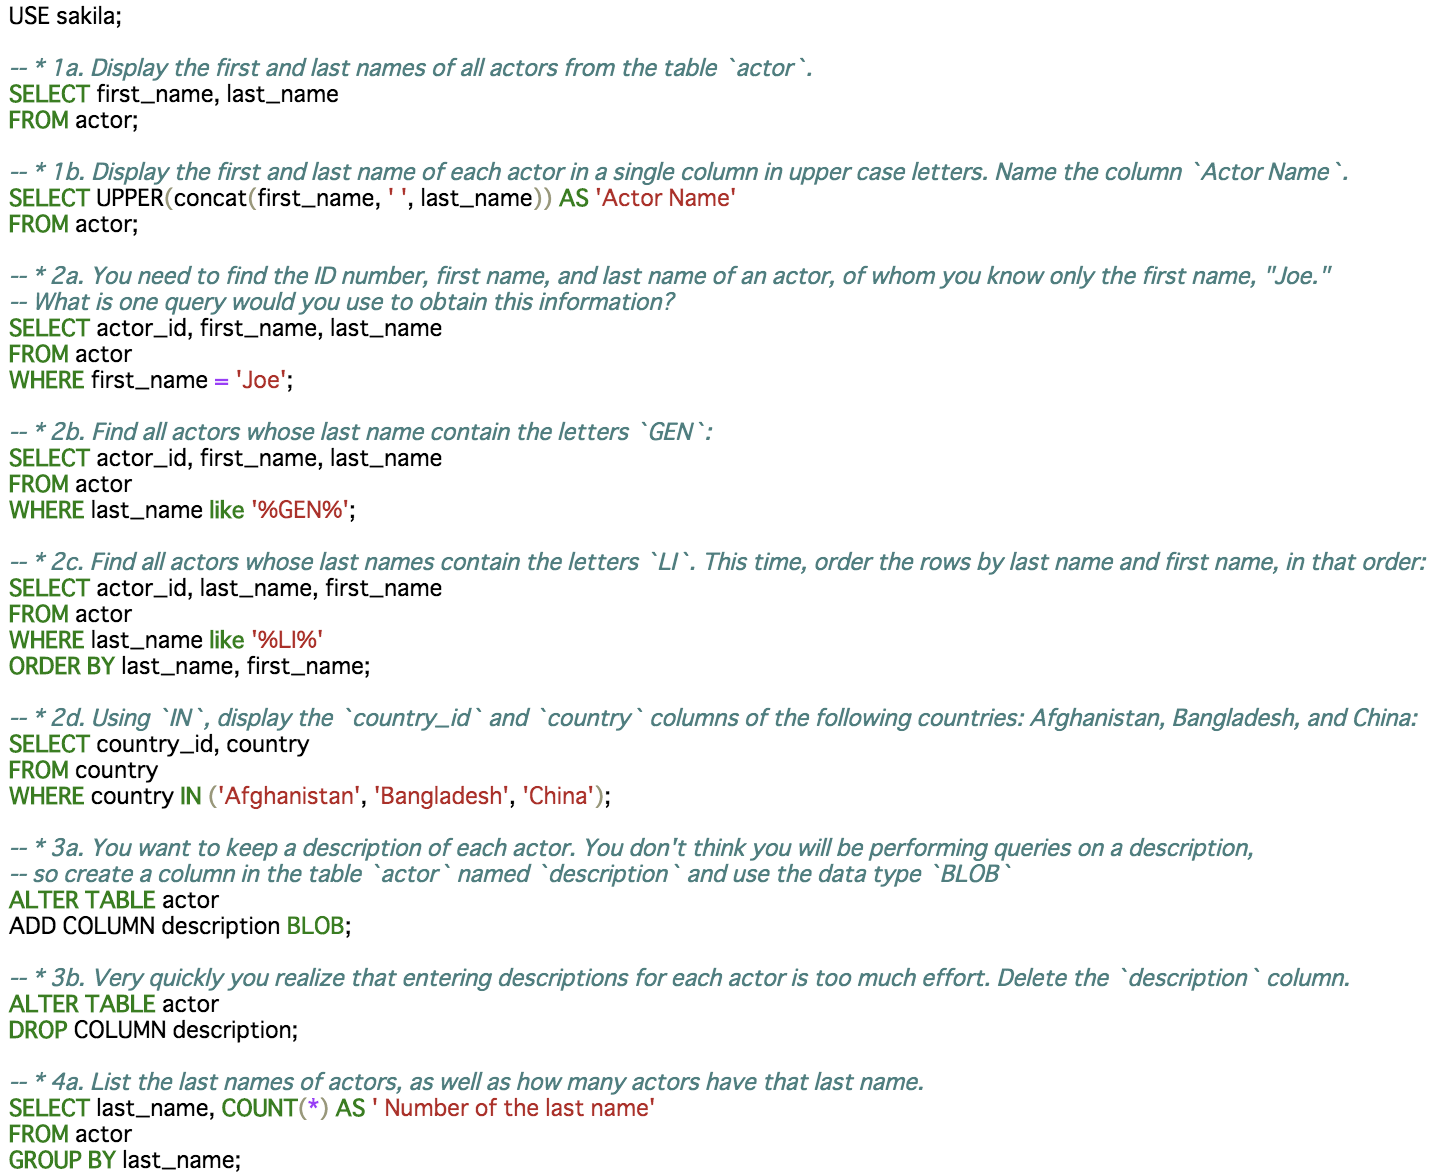 USE sakila;
-- * 1a. Display the first and last names of all actors from the table `actor`.
SELECT first_name, last_name
FROM actor;
-- * 1b. Display the first and last name of each actor in a single column in upper case letters. Name the column `Actor Name`.
SELECT UPPER(concat(first_name, ' ', last_name)) AS 'Actor Name'
FROM actor;
-- * 2a. You need to find the ID number, first name, and last name of an actor, of whom you know only the first name, "Joe."
-- What is one query would you use to obtain this information?
SELECT actor_id, first_name, last_name
FROM actor
WHERE first_name = 'Joe';
-- * 2b. Find all actors whose last name contain the letters `GEN`:
SELECT actor_id, first_name, last_name
FROM actor
WHERE last_name like '%GEN%';
-- * 2c. Find all actors whose last names contain the letters `LI`. This time, order the rows by last name and first name, in that order:
SELECT actor_id, last_name, first_name
FROM actor
WHERE last_name like '%LI%'
ORDER BY last_name, first_name;
-- * 2d. Using `IN`, display the `country_id` and `country` columns of the following countries: Afghanistan, Bangladesh, and China:
SELECT country_id, country
FROM country
WHERE country IN ('Afghanistan', 'Bangladesh', 'China');
-- * 3a. You want to keep a description of each actor. You don't think you will be performing queries on a description,
-- so create a column in the table `actor` named `description` and use the data type `BLOB`
ALTER TABLE actor
ADD COLUMN description BLOB;
-- * 3b. Very quickly you realize that entering descriptions for each actor is too much effort. Delete the `description` column.
ALTER TABLE actor
DROP COLUMN description;
-- * 4a. List the last names of actors, as well as how many actors have that last name.
SELECT last_name, COUNT(*) AS ' Number of the last name'
FROM actor
GROUP BY last_name;